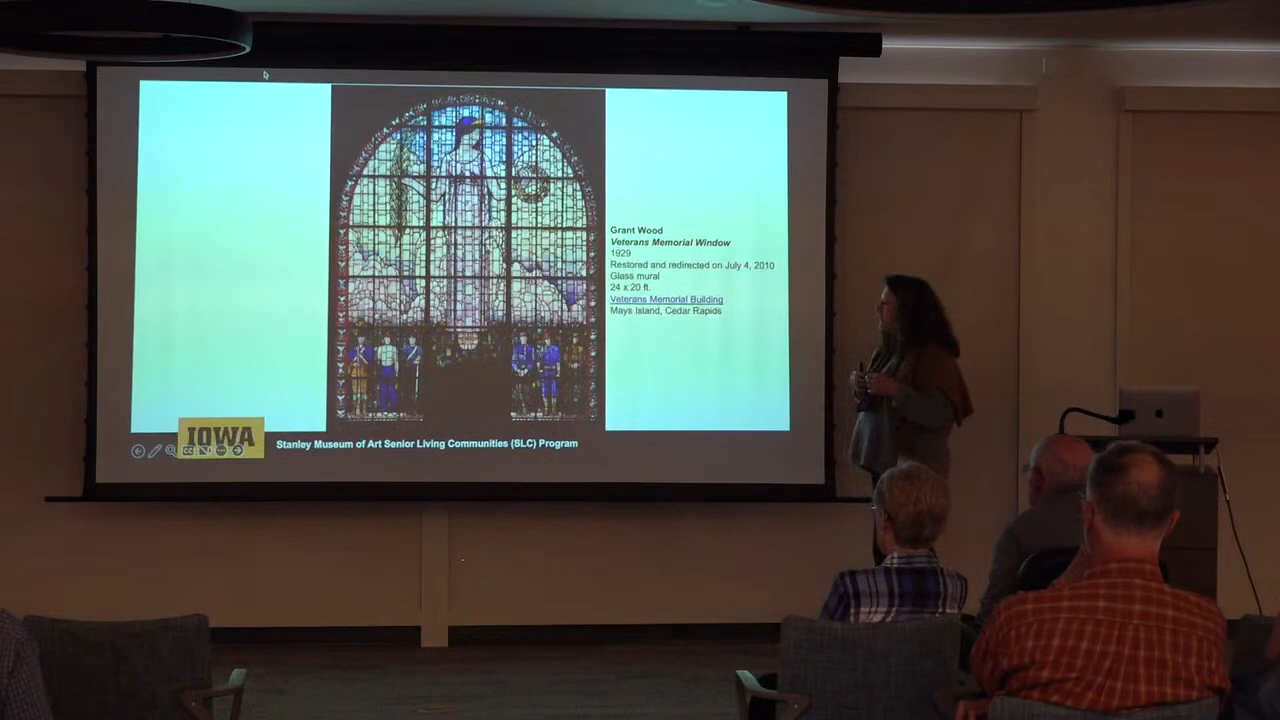 Grant Wood
Veterans Memorial Window
1929
Restored and redirected on July 4, 2010
Glass mural
24 x 20 ft.
Veterans Memorial Building
Mays Island, Cedar Rapids
IOWA
Stanley Museum of Art Senior Living Communities (SLC) Program